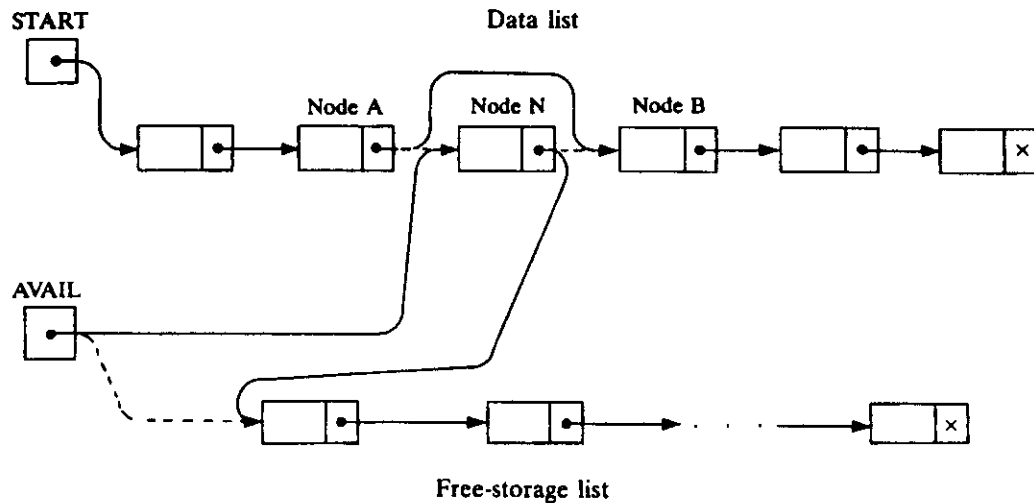 START
Data list
Node A
Node N
Node B
×
AVAIL
×
Free-storage list